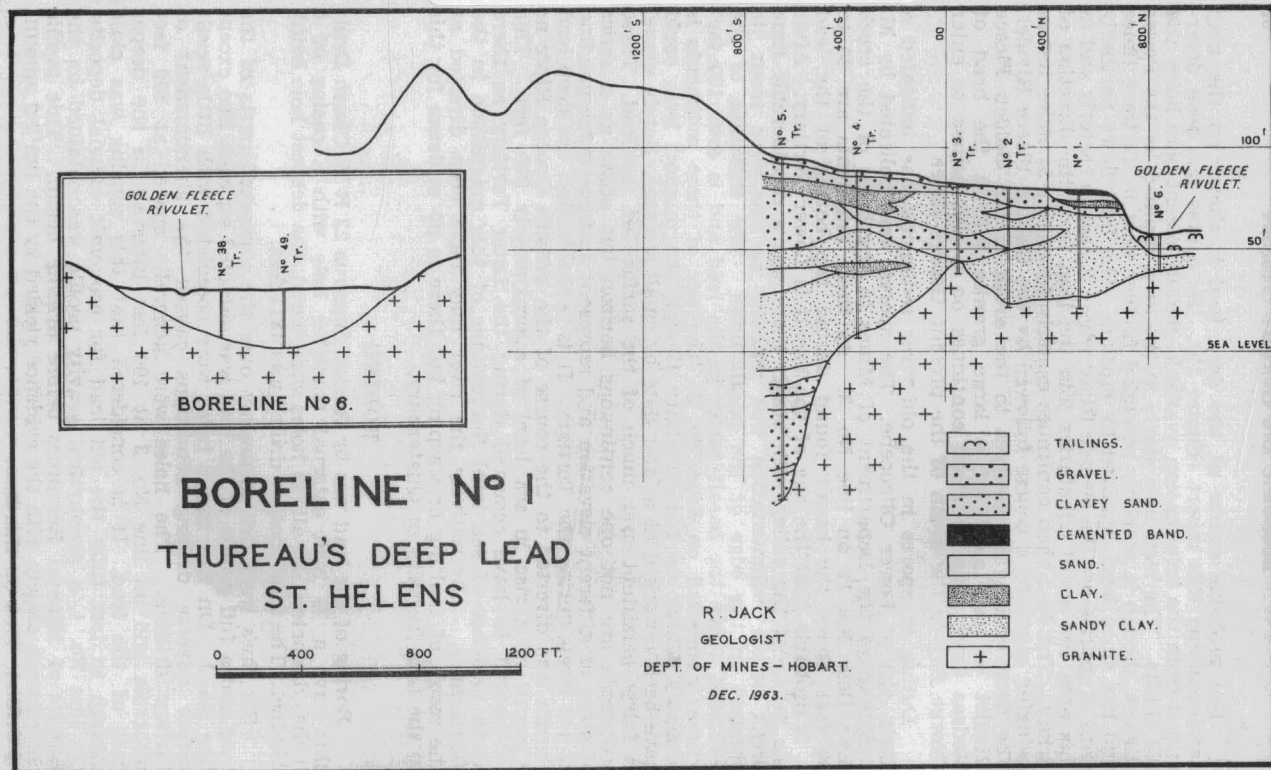 1200' S
800' S
400' S
00
400' N
800' N
100'
50'
SEA LEVEL
Nº 5.
Tr.
Nº 4.
Tr.
Nº 3.
Tr.
Nº 2
Tr.
Nº 1.
Nº 6.
GOLDEN FLEECE
RIVULET.
GOLDEN FLEECE
RIVULET.
Nº 38.
Tr.
Nº 49.
Tr.
BORELINE Nº 6.
BORELINE Nº 1
THUREAU'S DEEP LEAD
ST. HELENS
0 400 800 1200 FT.
R. JACK
GEOLOGIST
DEPT. OF MINES – HOBART.
DEC. 1963.
TAILINGS.
GRAVEL.
CLAYEY SAND.
CEMENTED BAND.
SAND.
CLAY.
SANDY CLAY.
GRANITE.